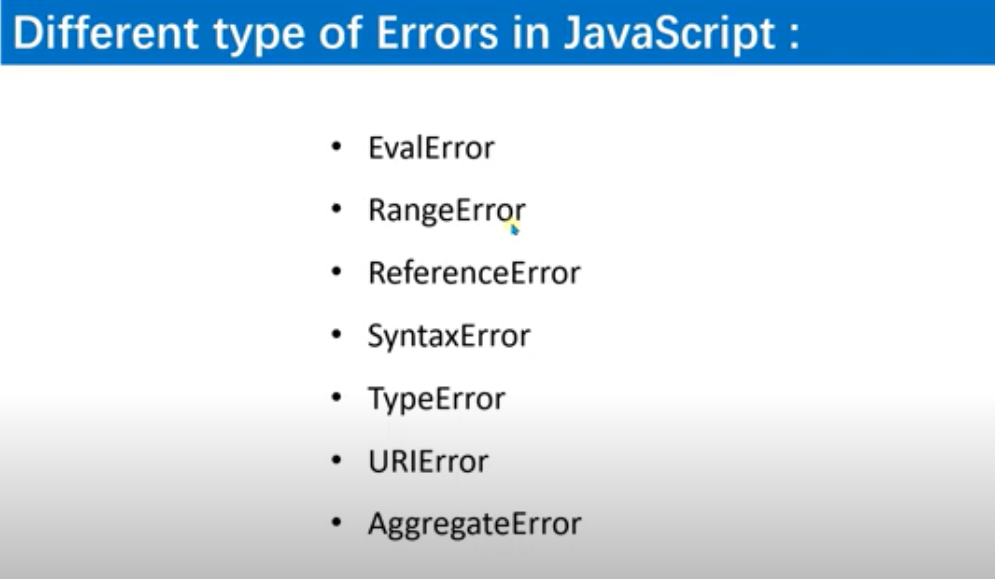 Different type of Errors in JavaScript :
• EvalError
• RangeError
• ReferenceError
• SyntaxError
• TypeError
• URIError
• AggregateError